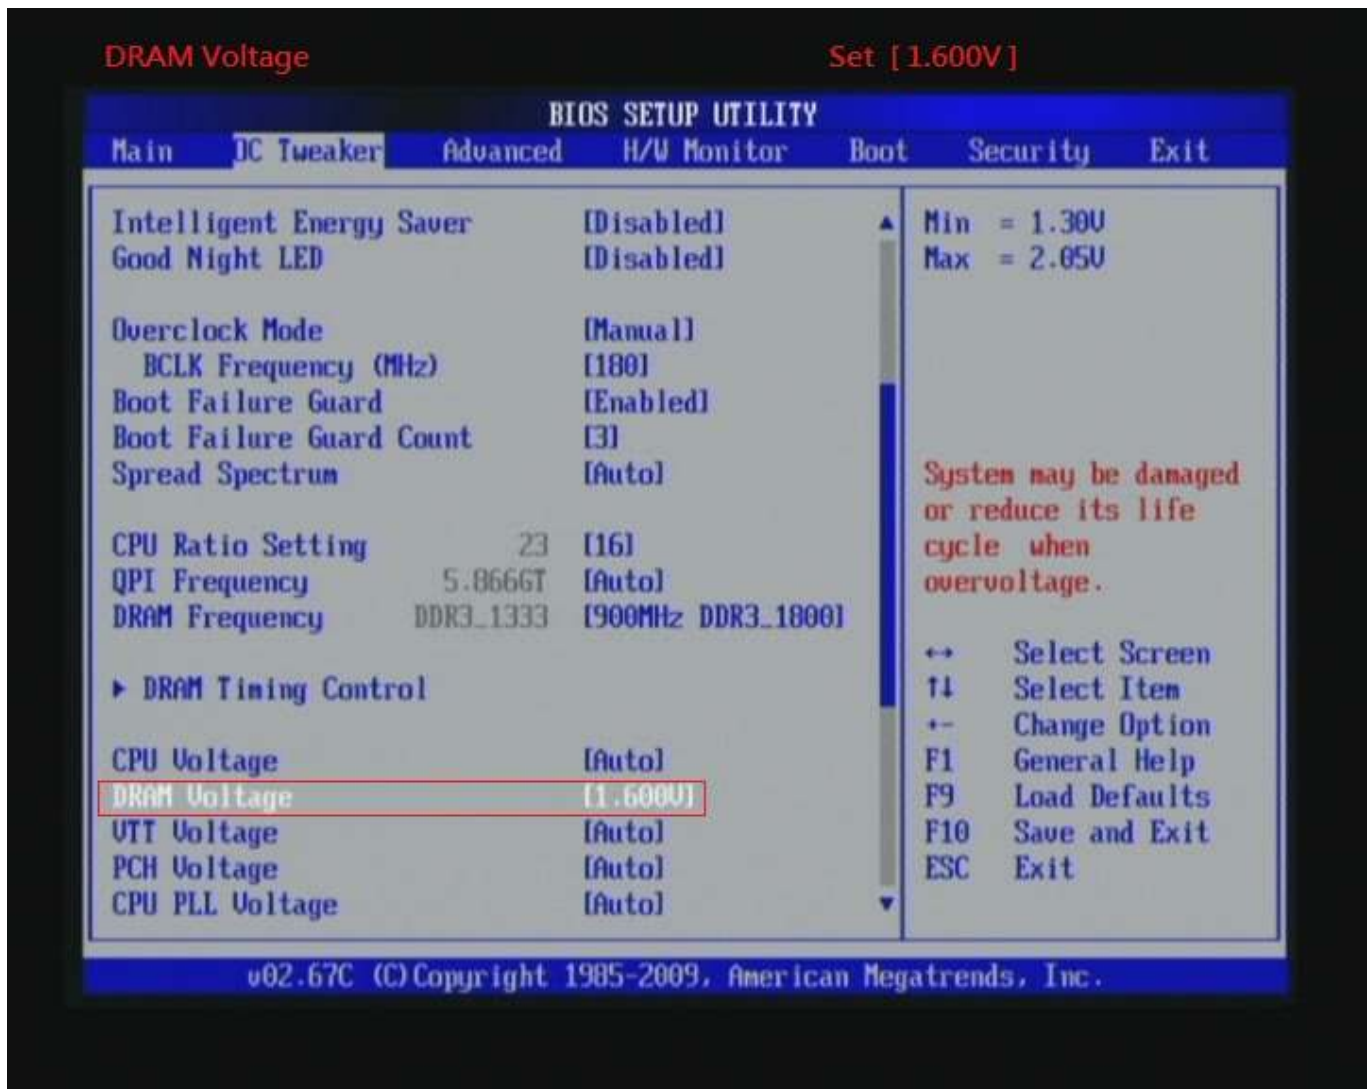 DRAM Voltage Set [ 1.600V ]
BIOS SETUP UTILITY
Main OC Tweaker Advanced H/W Monitor Boot Security Exit
Intelligent Energy Saver [Disabled]
Good Night LED [Disabled]
Overclock Mode [Manual]
BCLK Frequency (MHz) [180]
Boot Failure Guard [Enabled]
Boot Failure Guard Count [3]
Spread Spectrum [Auto]
CPU Ratio Setting 23 [16]
QPI Frequency 5.866GT [Auto]
DRAM Frequency DDR3_1333 [900MHz DDR3_1800]
▶ DRAM Timing Control
CPU Voltage [Auto]
DRAM Voltage [1.600V]
VTT Voltage [Auto]
PCH Voltage [Auto]
CPU PLL Voltage [Auto]
Min = 1.30V
Max = 2.05V
System may be damaged
or reduce its life
cycle when
overvoltage.
↔ Select Screen
↑↓ Select Item
+- Change Option
F1 General Help
F9 Load Defaults
F10 Save and Exit
ESC Exit
v02.67C (C)Copyright 1985-2009, American Megatrends, Inc.